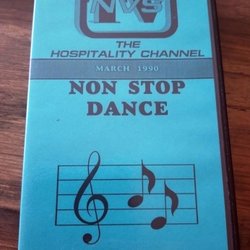 NVS
THE
HOSPITALITY CHANNEL
MARCH 1990
NON STOP
DANCE